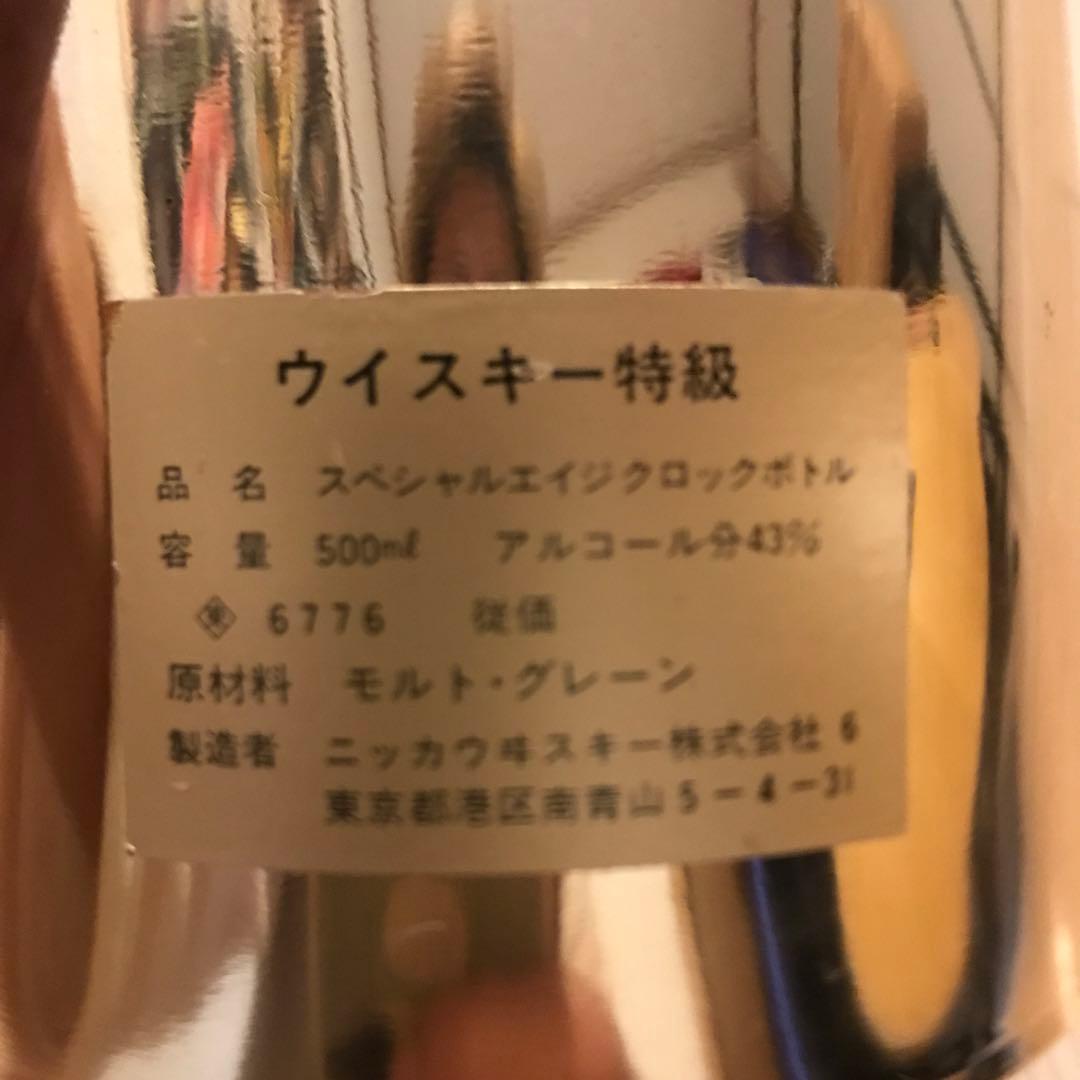 ウイスキー特級
品 名 スペシャルエイジクロックボトル
容 量 500mℓ アルコール分43%
6776 従価
原材料 モルト・グレーン
製造者 ニッカウヰスキー株式会社 6
東京都港区南青山5-4-31